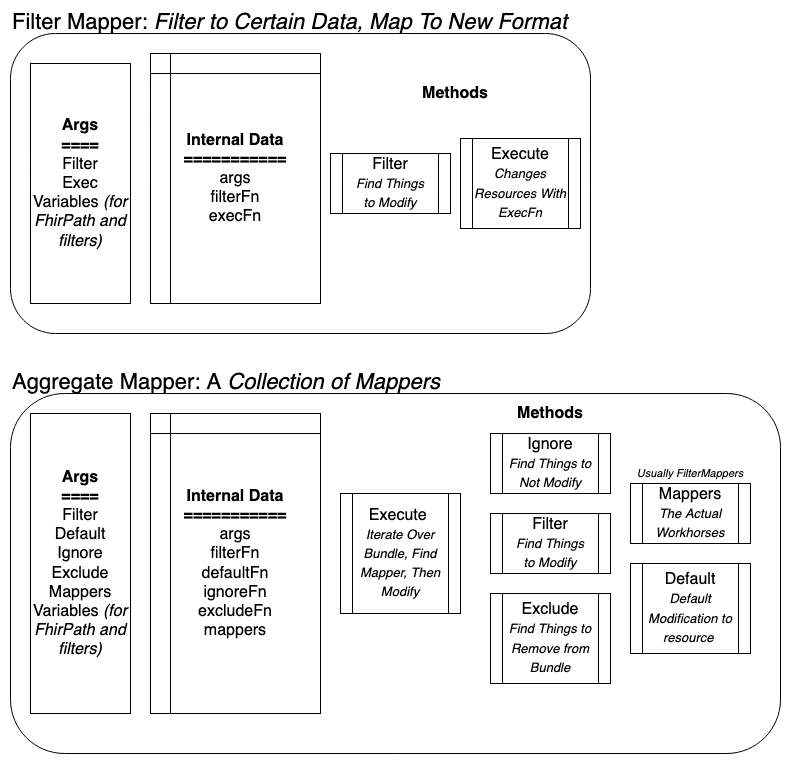 Filter Mapper: Filter to Certain Data, Map To New Format
Args
====
Filter
Exec
Variables (for
FhirPath and
filters)
Internal Data
===========
args
filterFn
execFn
Methods
Filter
Find Things
to Modify
Execute
Changes
Resources With
ExecFn
Aggregate Mapper: A Collection of Mappers
Args
====
Filter
Default
Ignore
Exclude
Mappers
Variables (for
FhirPath and
filters)
Internal Data
===========
args
filterFn
defaultFn
ignoreFn
excludeFn
mappers
Methods
Execute
Iterate Over
Bundle, Find
Mapper, Then
Modify
Ignore
Find Things to
Not Modify
Filter
Find Things
to Modify
Exclude
Find Things to
Remove from
Bundle
Usually FilterMappers
Mappers
The Actual
Workhorses
Default
Default
Modification to
resource